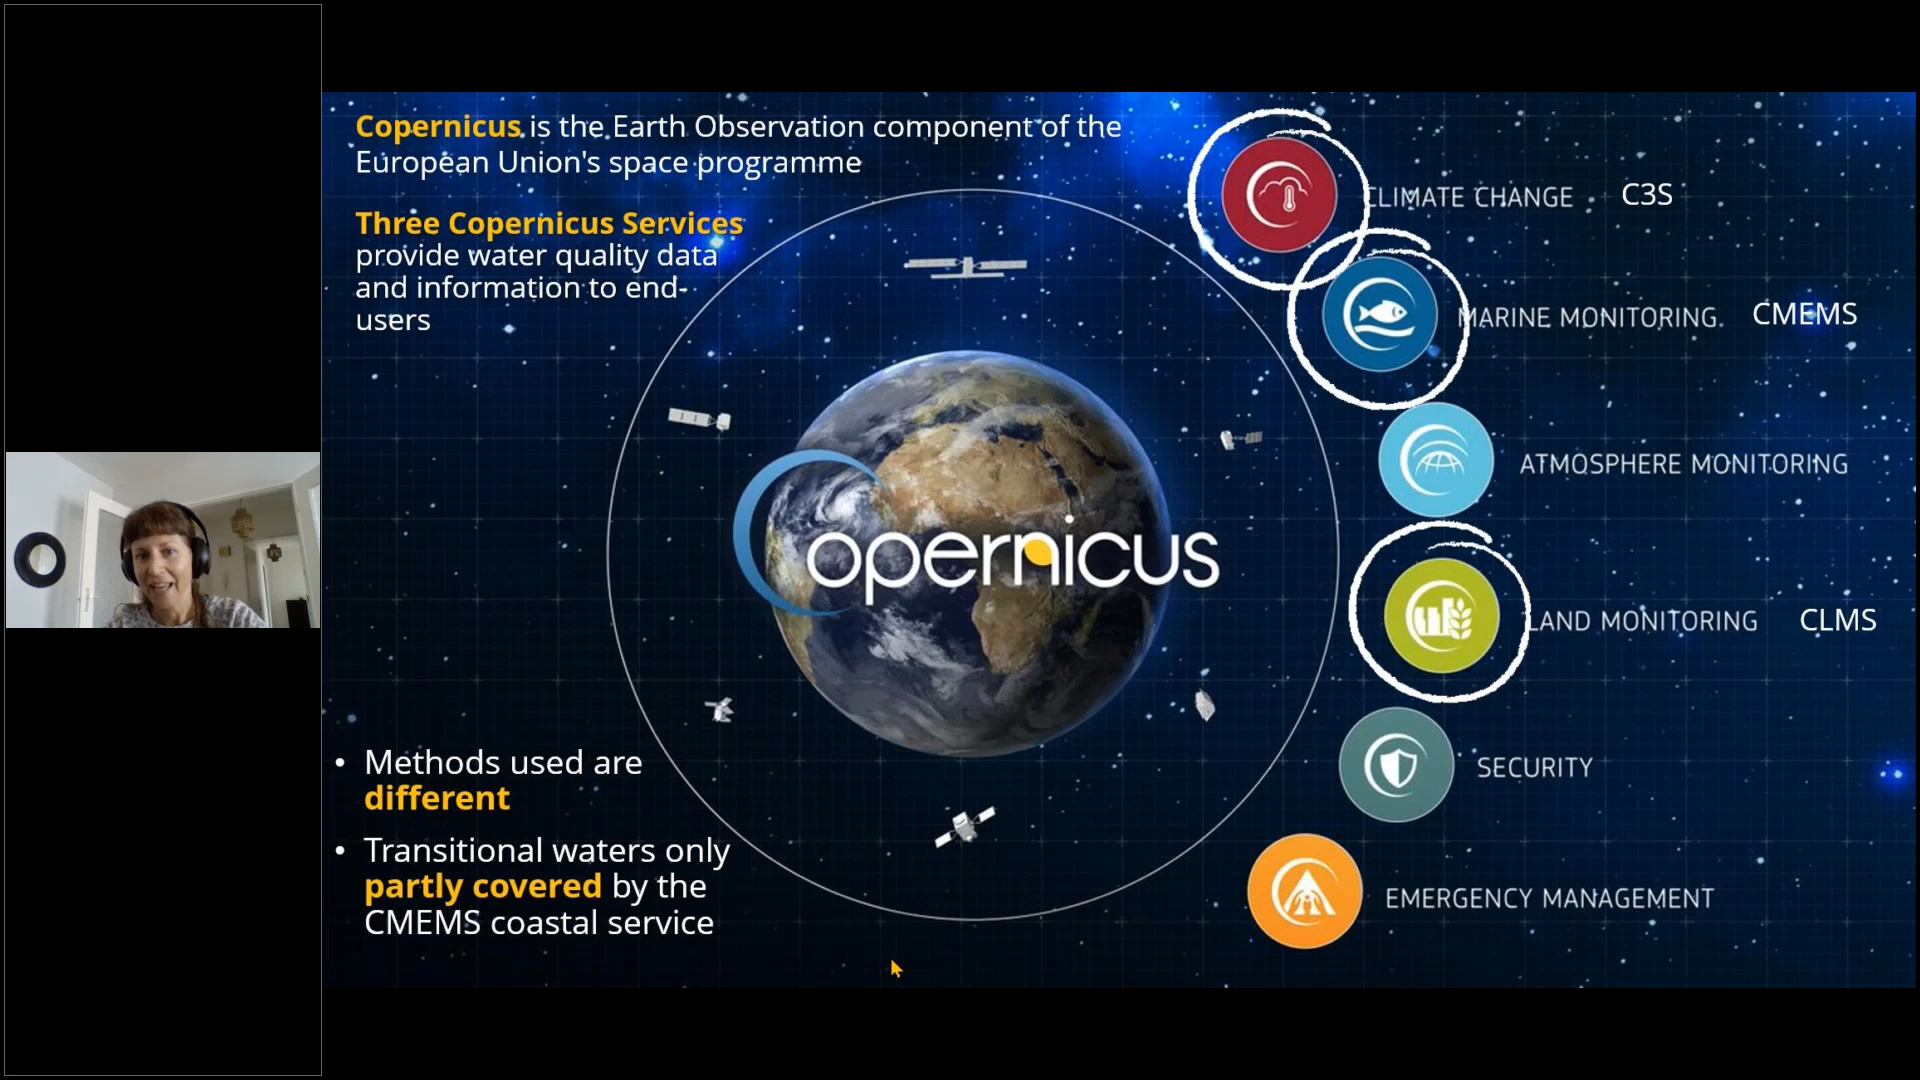 Copernicus is the Earth Observation component of the
European Union's space programme
Three Copernicus Services
provide water quality data
and information to end-
users
CLIMATE CHANGE C3S
MARINE MONITORING CMEMS
ATMOSPHERE MONITORING
LAND MONITORING CLMS
SECURITY
EMERGENCY MANAGEMENT
Copernicus
• Methods used are
different
• Transitional waters only
partly covered by the
CMEMS coastal service